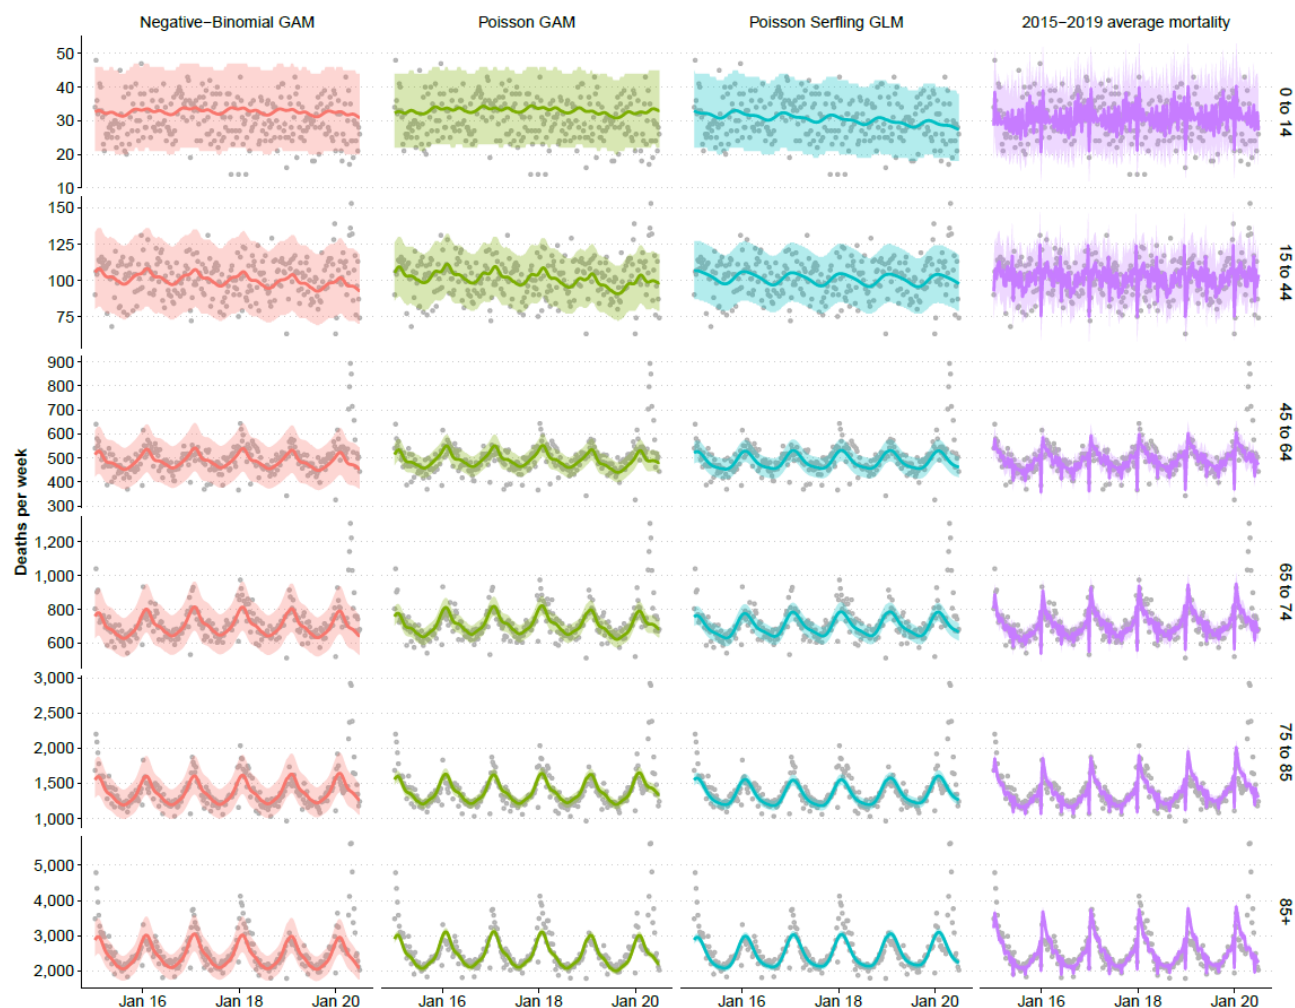 Negative-Binomial GAM
Poisson GAM
Poisson Serfling GLM
2015-2019 average mortality
Deaths per week
50
40
30
20
10
0 to 14
150
125
100
75
15 to 44
900
800
700
600
500
400
300
45 to 64
1,200
1,000
800
600
65 to 74
3,000
2,500
2,000
1,500
1,000
75 to 85
5,000
4,000
3,000
2,000
85+
Jan 16
Jan 18
Jan 20
Jan 16
Jan 18
Jan 20
Jan 16
Jan 18
Jan 20
Jan 16
Jan 18
Jan 20